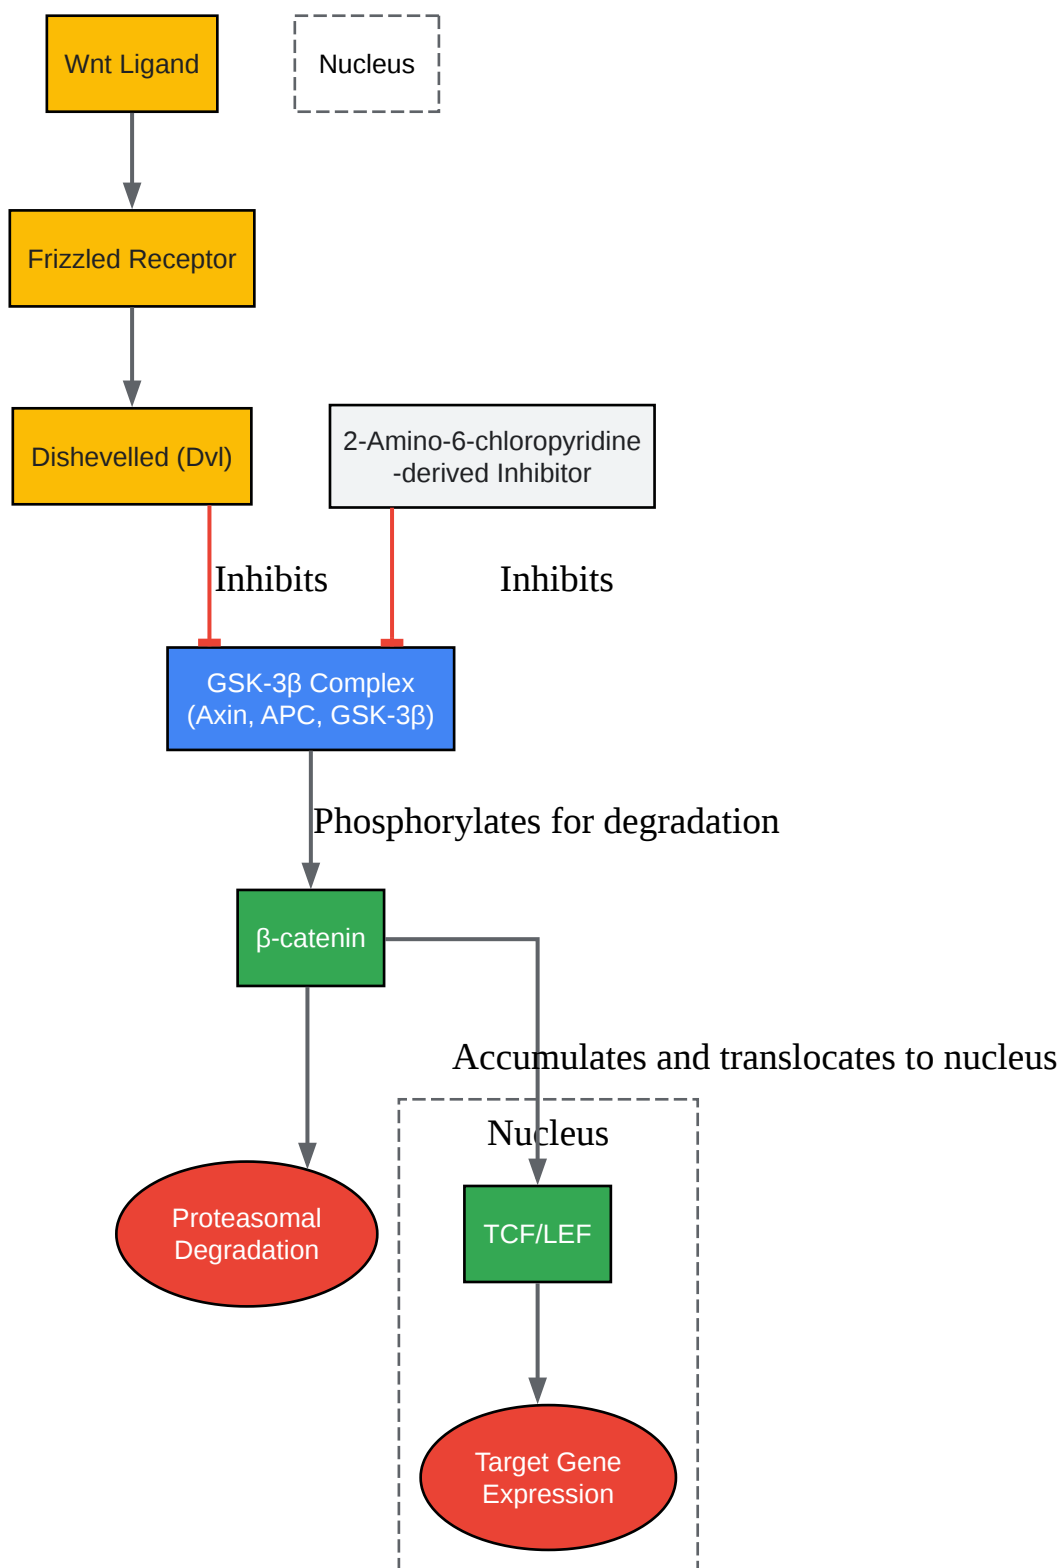 Wnt Ligand
Nucleus
Frizzled Receptor
Dishevelled (Dvl)
2-Amino-6-chloropyridine
-derived Inhibitor
Inhibits
Inhibits
GSK-3β Complex
(Axin, APC, GSK-3β)
Phosphorylates for degradation
β-catenin
Accumulates and translocates to nucleus
Nucleus
Proteasomal
Degradation
TCF/LEF
Target Gene
Expression